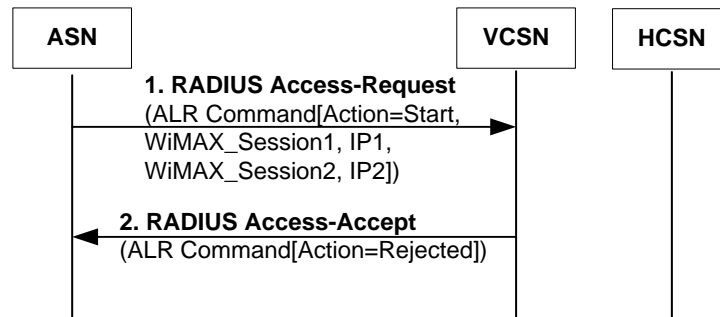 ASN
VCSN
HCSN
1. RADIUS Access-Request
(ALR Command[Action=Start,
WiMAX_Session1, IP1,
WiMAX_Session2, IP2])
2. RADIUS Access-Accept
(ALR Command[Action=Rejected])